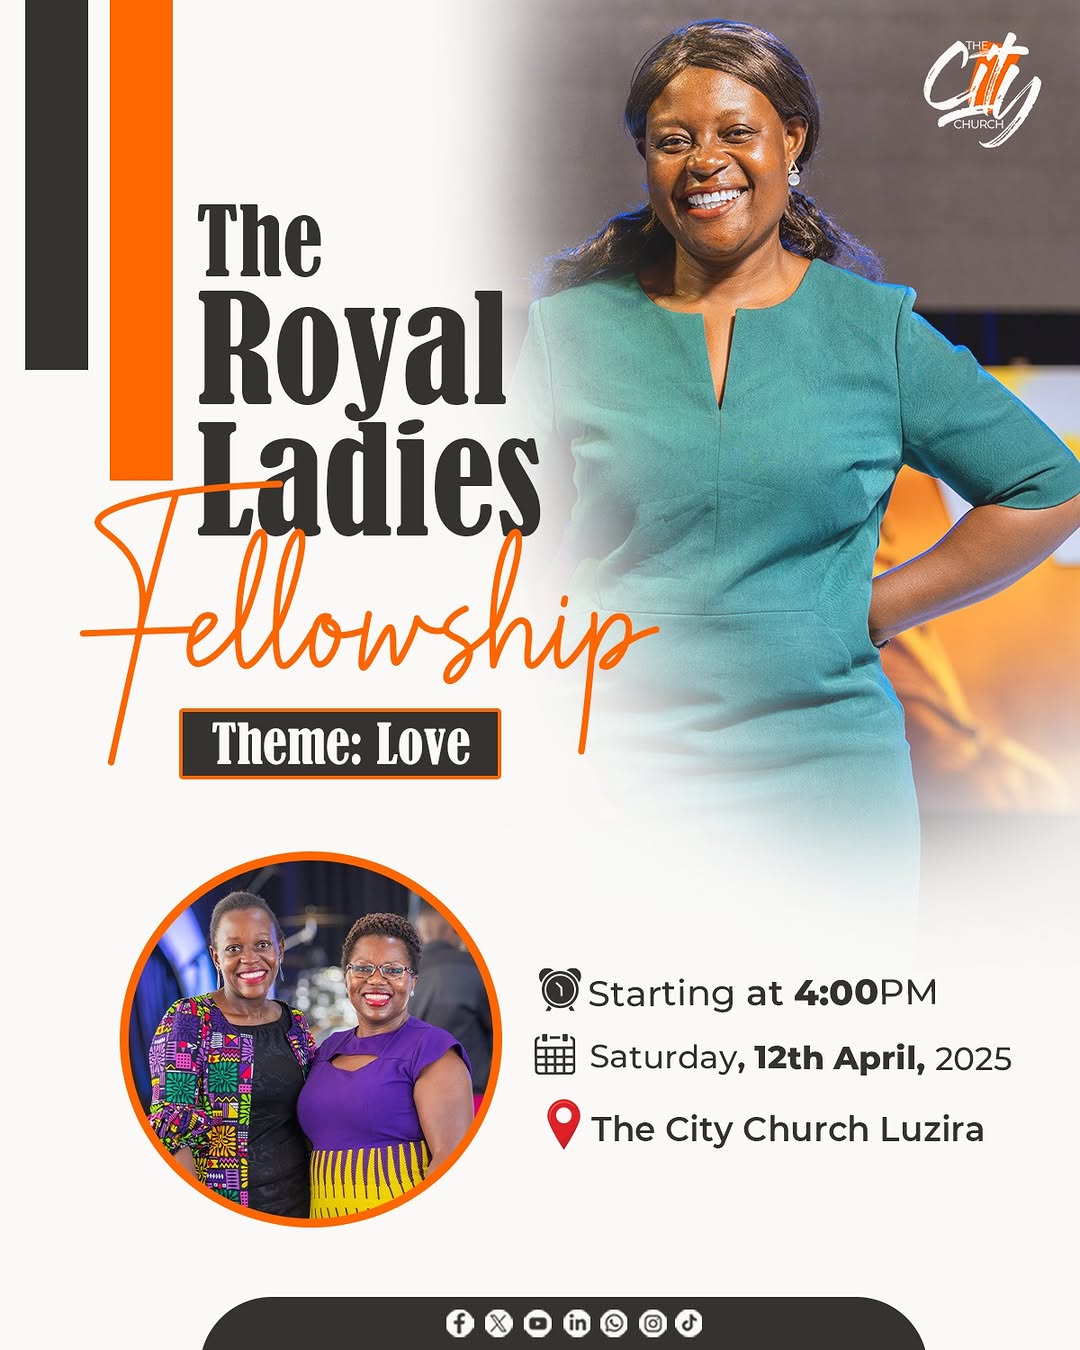 THE
City
CHURCH
The
Royal
Ladies
Fellowship
Theme: Love
Starting at 4:00PM
Saturday, 12th April, 2025
The City Church Luzira